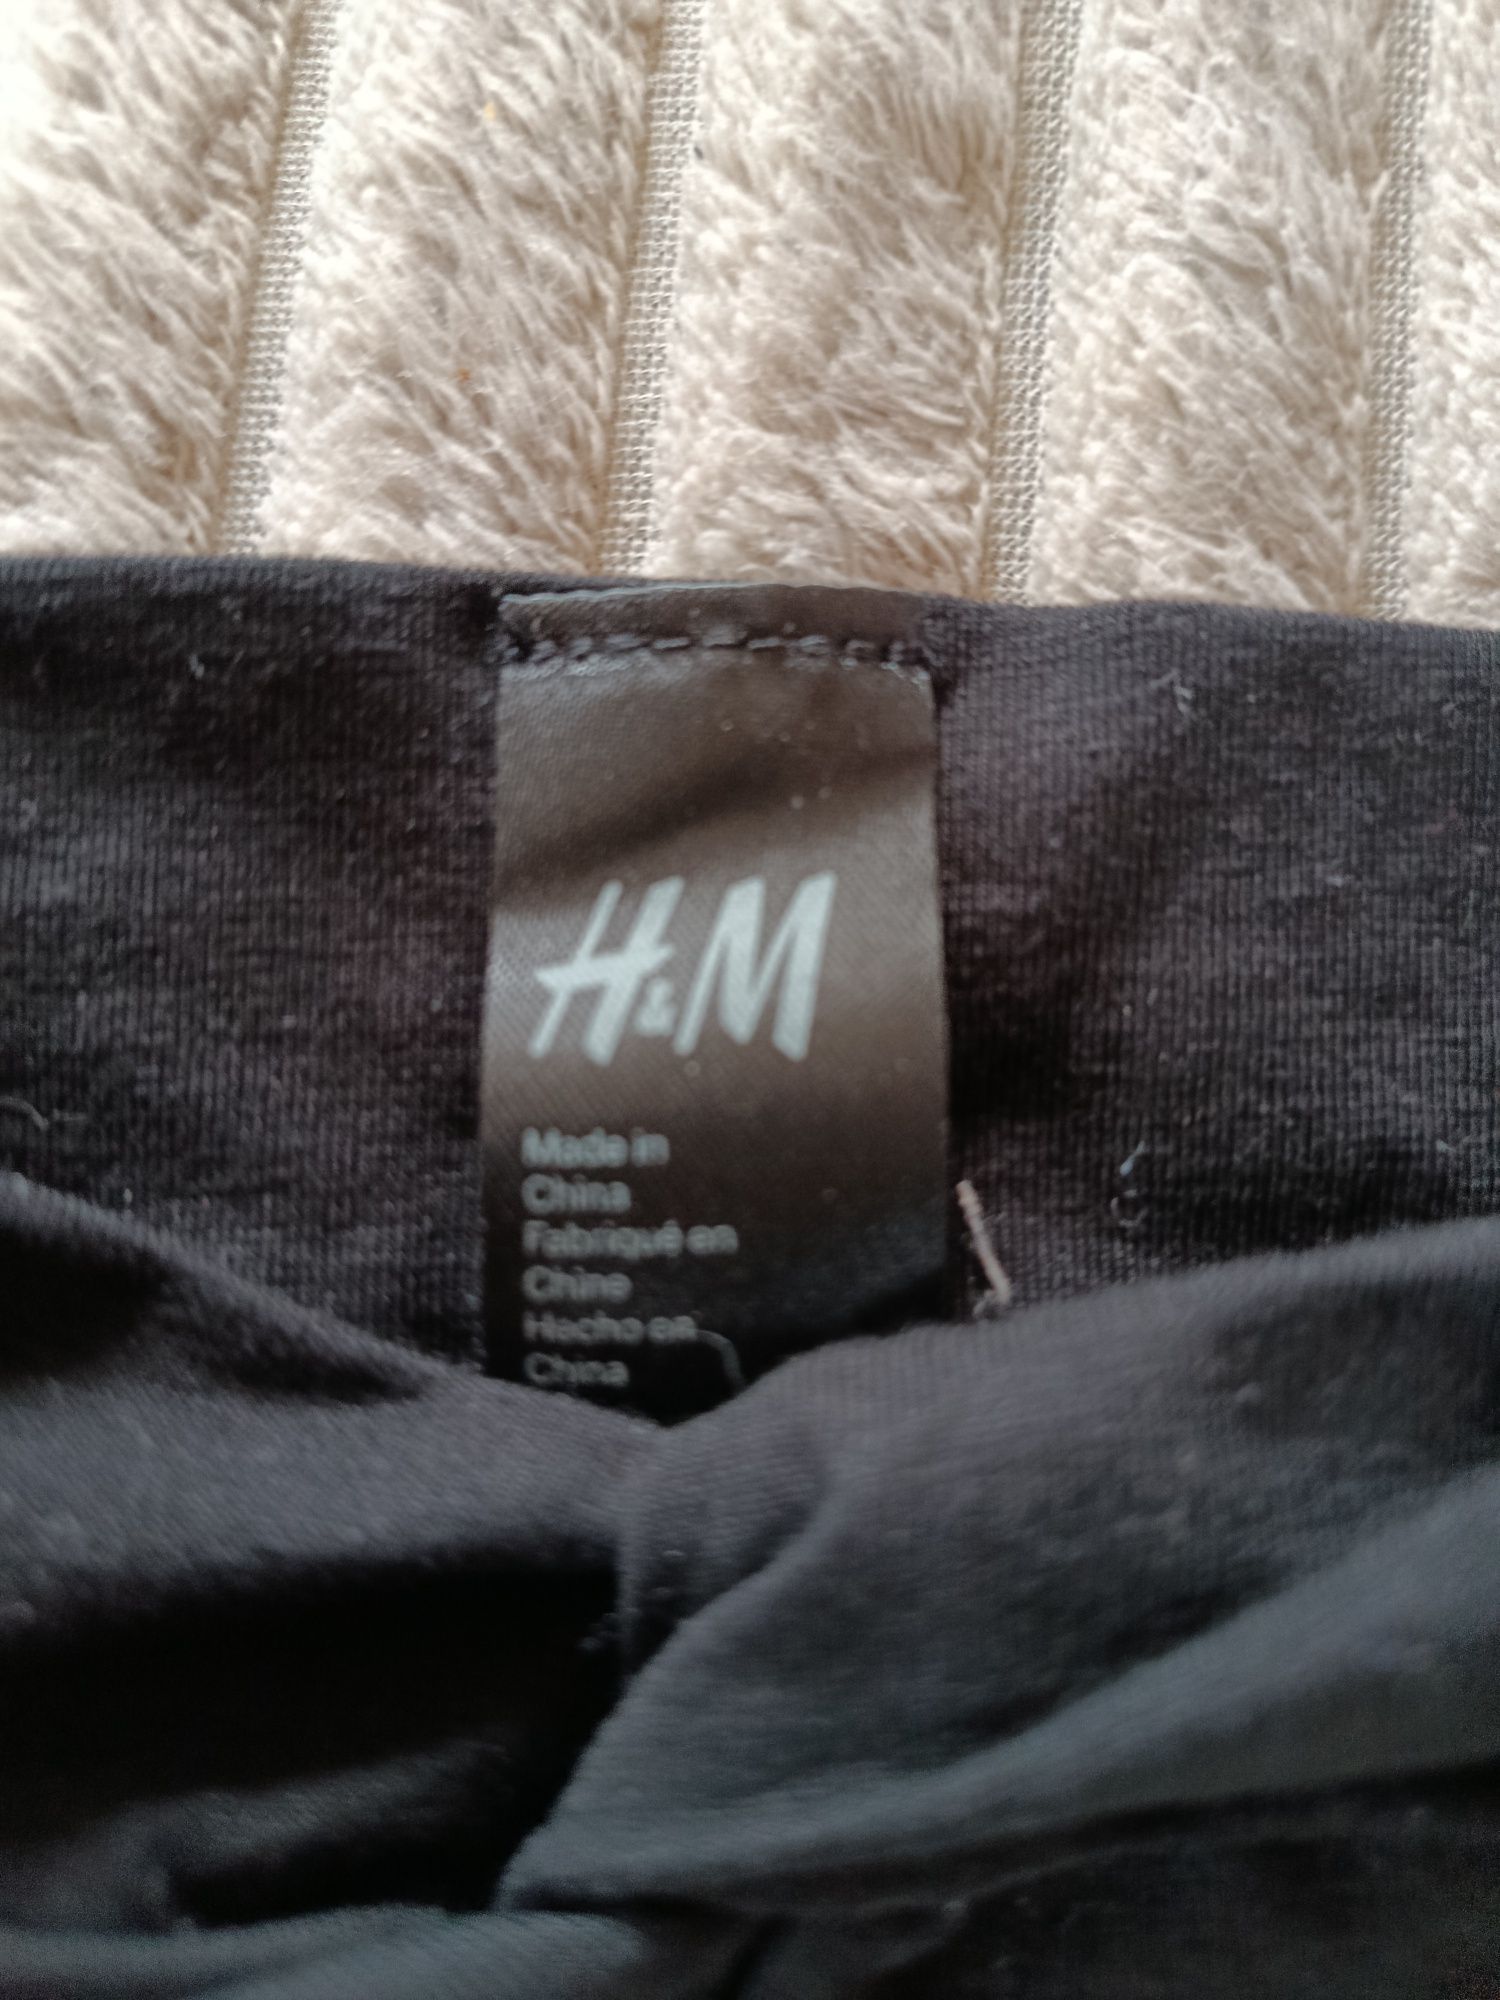 H&M
Made in
China
Fabriqué en
Chine
Hecho en
China